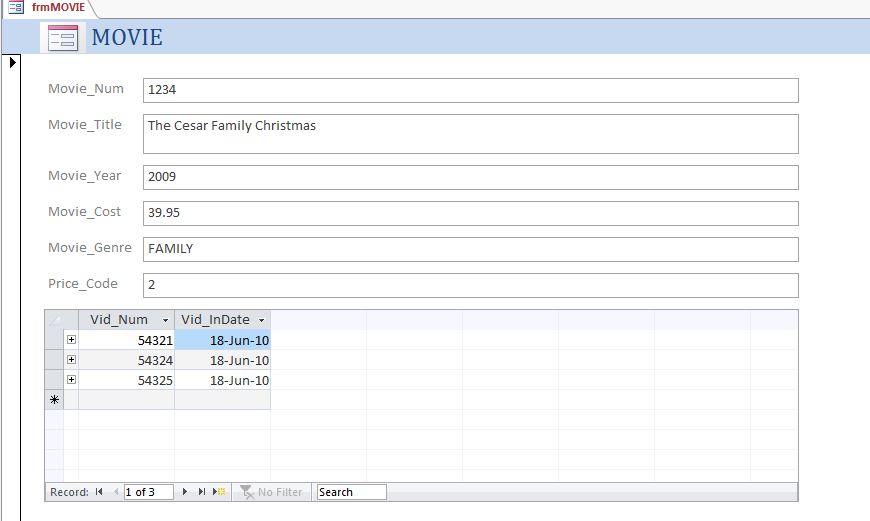 frmMOVIE
MOVIE
Movie_Num 1234
Movie_Title The Cesar Family Christmas
Movie_Year 2009
Movie_Cost 39.95
Movie_Genre FAMILY
Price_Code 2
Vid_Num Vid_InDate
54321 18-Jun-10
54324 18-Jun-10
54325 18-Jun-10
Record: 1 of 3 No Filter Search